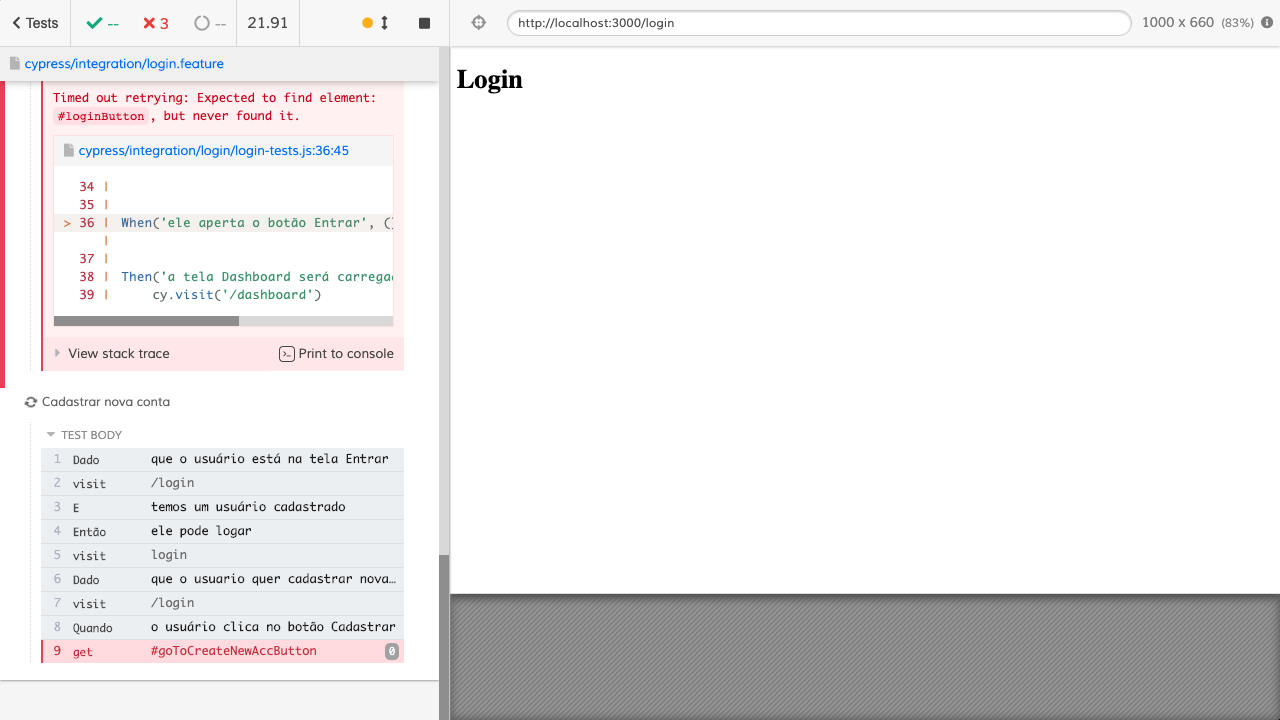 Tests
-- 3 -- 21.91
http://localhost:3000/login
1000 x 660 (83%)
cypress/integration/login.feature
Timed out retrying: Expected to find element:
#loginButton, but never found it.
cypress/integration/login/login-tests.js:36:45
34 |
35 |
> 36 | When('ele aperta o botão Entrar', ()
|
37 |
38 | Then('a tela Dashboard será carregad
39 | cy.visit('/dashboard')
View stack trace
Print to console
Cadastrar nova conta
TEST BODY
1 Dado que o usuário está na tela Entrar
2 visit /login
3 E temos um usuário cadastrado
4 Então ele pode logar
5 visit login
6 Dado que o usuario quer cadastrar nova…
7 visit /login
8 Quando o usuário clica no botão Cadastrar
9 get #goToCreateNewAccButton 0
Login